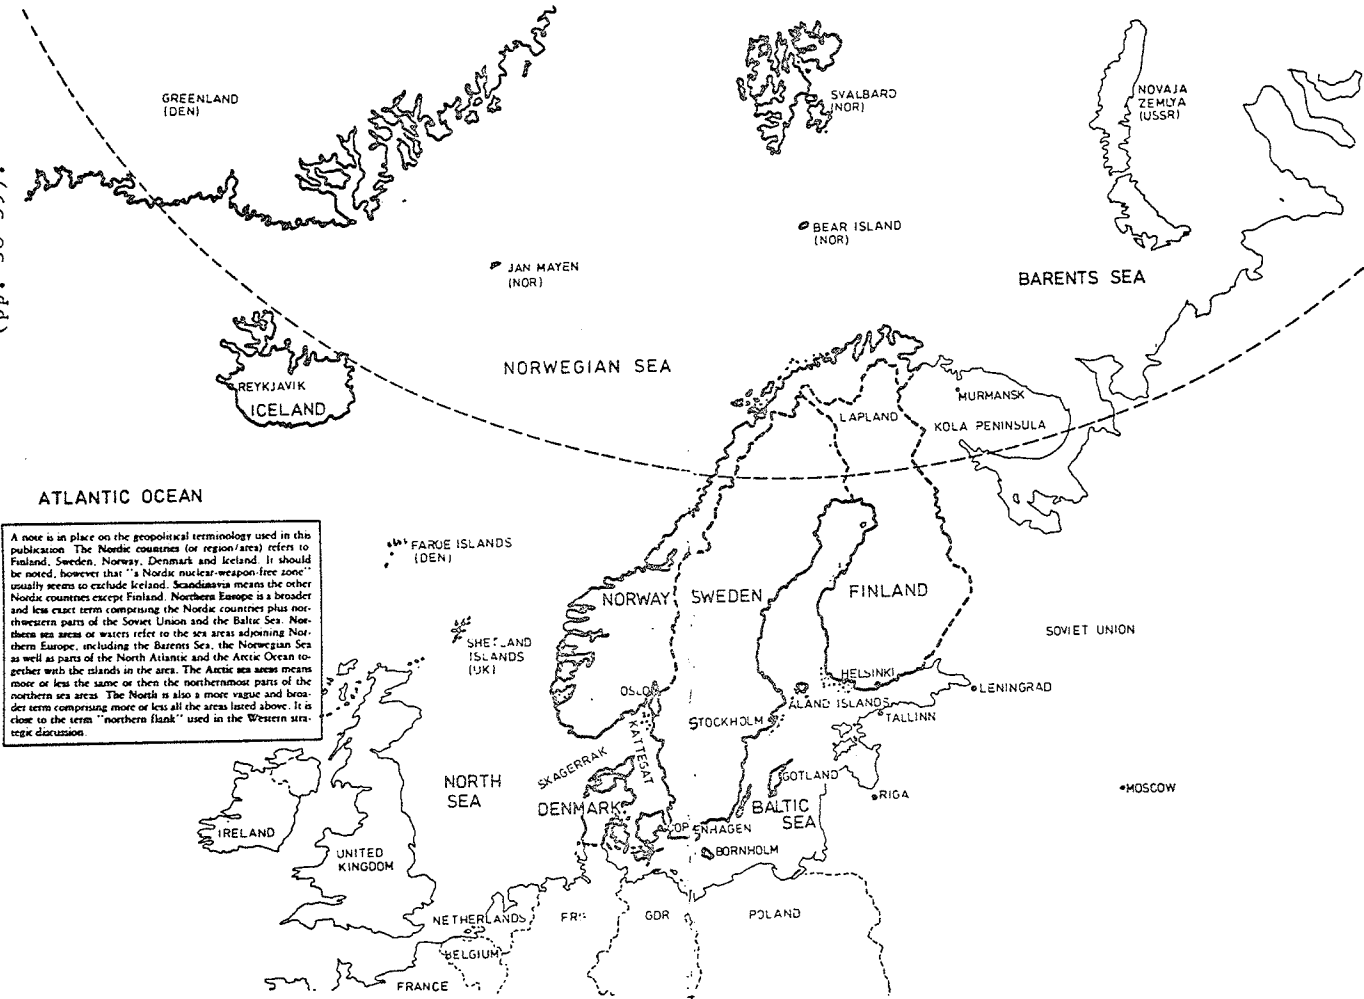 GREENLAND
(DEN)
SVALBARD
(NOR)
NOVAJA
ZEMLYA
(USSR)
BEAR ISLAND
(NOR)
JAN MAYEN
(NOR)
BARENTS SEA
NORWEGIAN SEA
REYKJAVIK
ICELAND
MURMANSK
LAPLAND
KOLA PENINSULA
ATLANTIC OCEAN
A note is in place on the geopolitical terminology used in this
publication. The Nordic countries (or region/area) refers to
Finland, Sweden, Norway, Denmark and Iceland. It should
be noted, however that "a Nordic nuclear-weapon-free zone"
usually seems to exclude Iceland. Scandinavia means the other
Nordic countries except Finland. Northern Europe is a broader
and less exact term comprising the Nordic countries plus nor-
thwestern parts of the Soviet Union and the Baltic Sea. Nor-
thern sea areas or waters refer to the sea areas adjoining Nor-
thern Europe, including the Barents Sea, the Norwegian Sea
as well as parts of the North Atlantic and the Arctic Ocean to-
gether with the islands in the area. The Arctic sea areas means
more or less the same or then the northernmost parts of the
northern sea areas. The North is also a more vague and broa-
der term comprising more or less all the areas listed above. It is
close to the term "northern flank" used in the Western stra-
tegic discussion.
FAROE ISLANDS
(DEN)
NORWAY
SWEDEN
FINLAND
SOVIET UNION
SHETLAND
ISLANDS
(UK)
HELSINKI
OSLO
LENINGRAD
ÅLAND ISLANDS
STOCKHOLM
TALLINN
KATTEGAT
SKAGERRAK
NORTH
SEA
GOTLAND
MOSCOW
RIGA
DENMARK
BALTIC
SEA
COPENHAGEN
BORNHOLM
IRELAND
UNITED
KINGDOM
NETHERLANDS
FRG
GDR
POLAND
BELGIUM
FRANCE